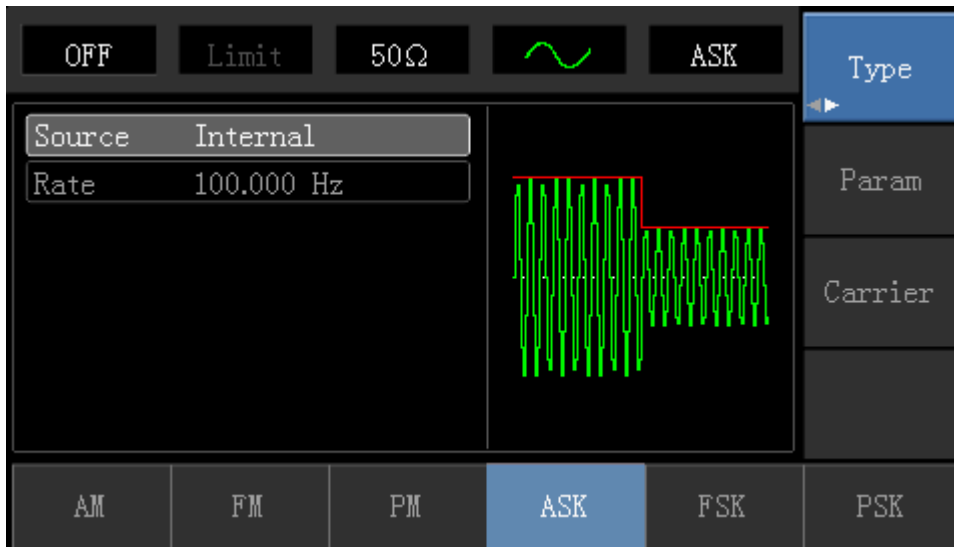 OFF Limit 50Ω ASK Type
Source Internal
Rate 100.000 Hz
Param
Carrier
AM FM PM ASK FSK PSK